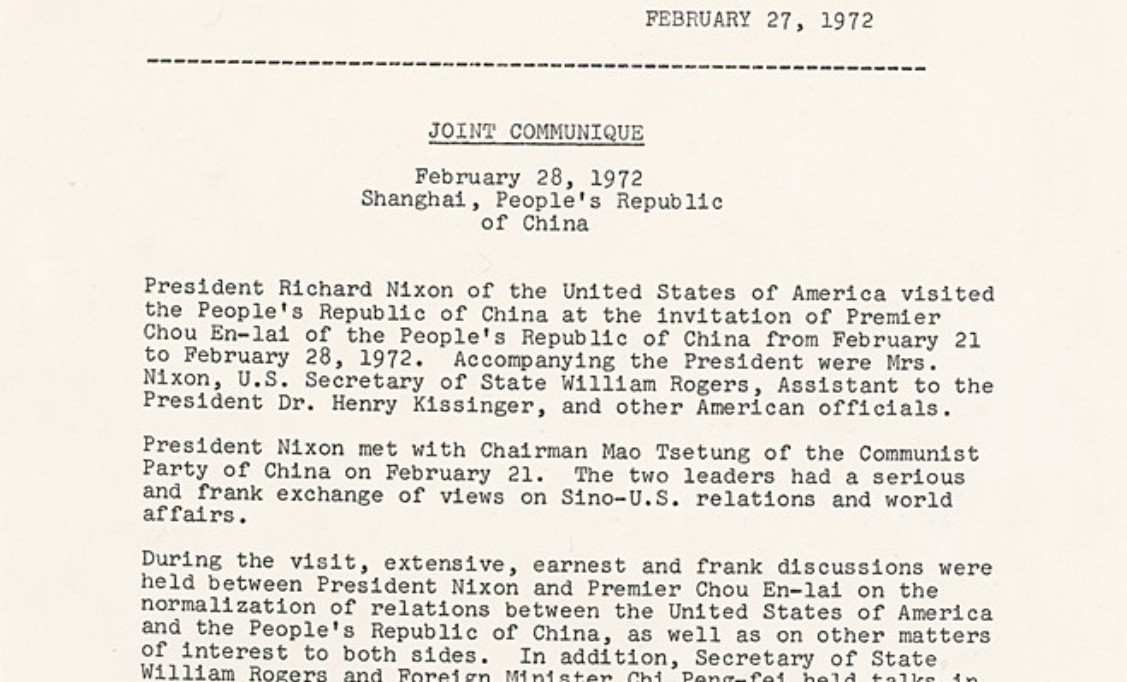 FEBRUARY 27, 1972
-----------------------------------------------------------------------
JOINT COMMUNIQUE
February 28, 1972
Shanghai, People's Republic
of China
President Richard Nixon of the United States of America visited
the People's Republic of China at the invitation of Premier
Chou En-lai of the People's Republic of China from February 21
to February 28, 1972.  Accompanying the President were Mrs.
Nixon, U.S. Secretary of State William Rogers, Assistant to the
President Dr. Henry Kissinger, and other American officials.
President Nixon met with Chairman Mao Tsetung of the Communist
Party of China on February 21.  The two leaders had a serious
and frank exchange of views on Sino-U.S. relations and world
affairs.
During the visit, extensive, earnest and frank discussions were
held between President Nixon and Premier Chou En-lai on the
normalization of relations between the United States of America
and the People's Republic of China, as well as on other matters
of interest to both sides.  In addition, Secretary of State
William Rogers and Foreign Minister Chi Peng-fei held talks in